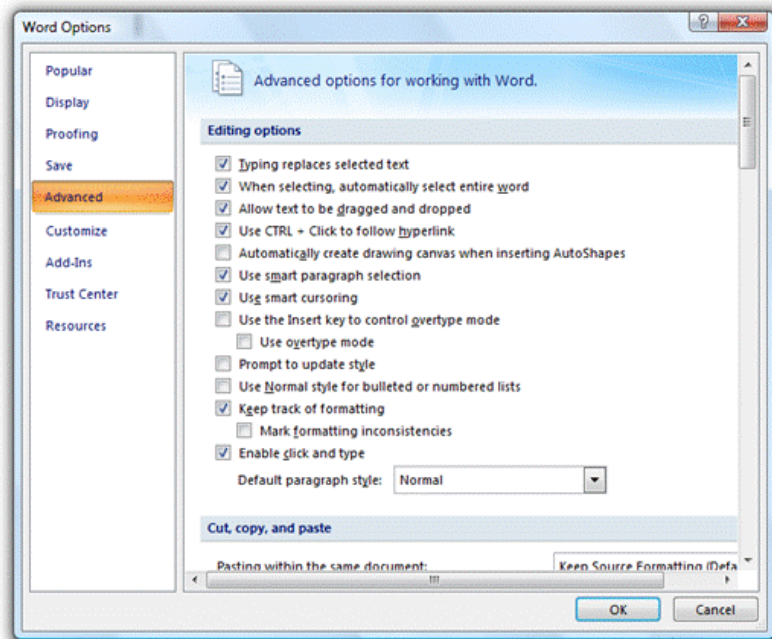 Word Options
Popular
Display
Proofing
Save
Advanced
Customize
Add-Ins
Trust Center
Resources
Advanced options for working with Word.
Editing options
Typing replaces selected text
When selecting, automatically select entire word
Allow text to be dragged and dropped
Use CTRL + Click to follow hyperlink
Automatically create drawing canvas when inserting AutoShapes
Use smart paragraph selection
Use smart cursoring
Use the Insert key to control overtype mode
Use overtype mode
Prompt to update style
Use Normal style for bulleted or numbered lists
Keep track of formatting
Mark formatting inconsistencies
Enable click and type
Default paragraph style: Normal
Cut, copy, and paste
Pasting within the same document: Keep Source Formatting (Defa
OK Cancel